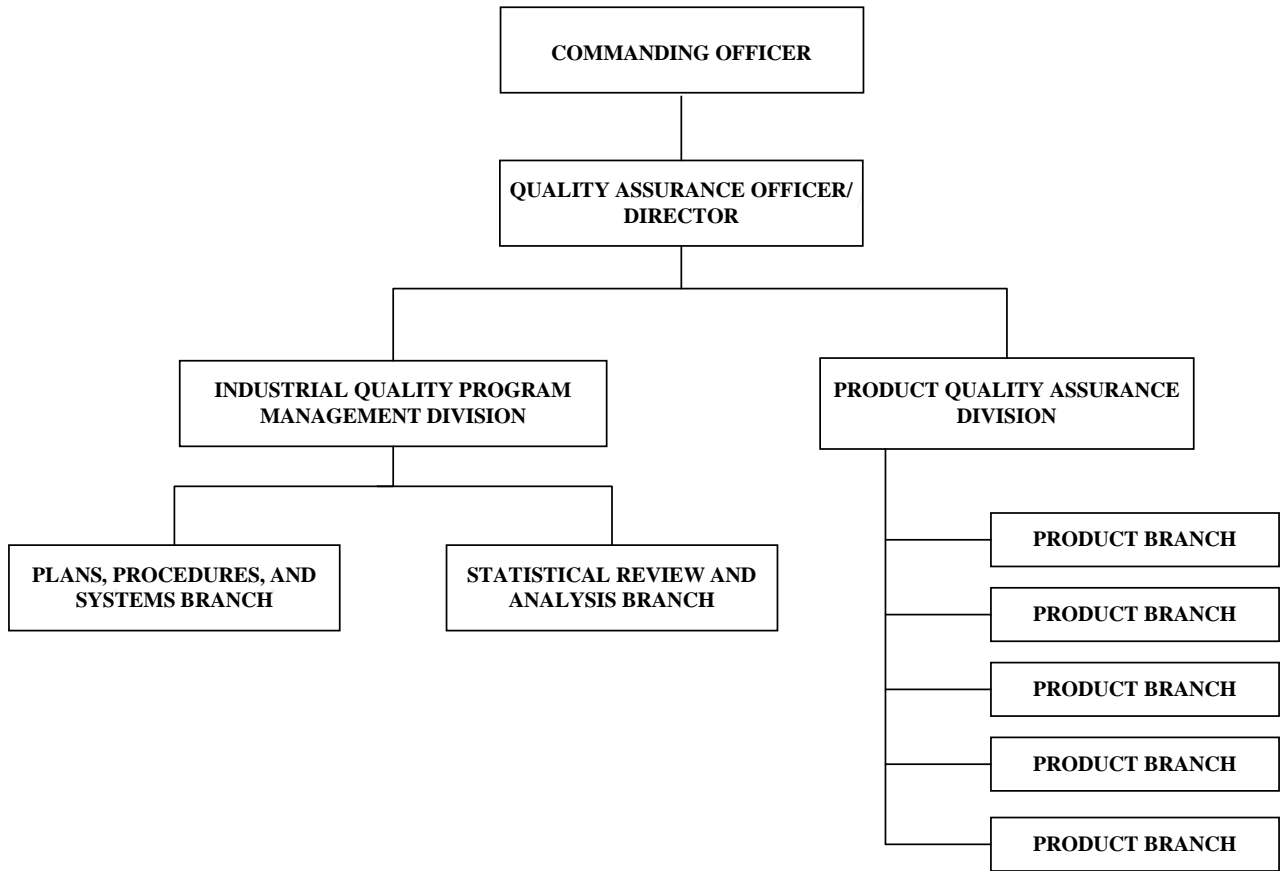 COMMANDING OFFICER
QUALITY ASSURANCE OFFICER/
DIRECTOR
INDUSTRIAL QUALITY PROGRAM
MANAGEMENT DIVISION
PRODUCT QUALITY ASSURANCE
DIVISION
PLANS, PROCEDURES, AND
SYSTEMS BRANCH
STATISTICAL REVIEW AND
ANALYSIS BRANCH
PRODUCT BRANCH
PRODUCT BRANCH
PRODUCT BRANCH
PRODUCT BRANCH
PRODUCT BRANCH